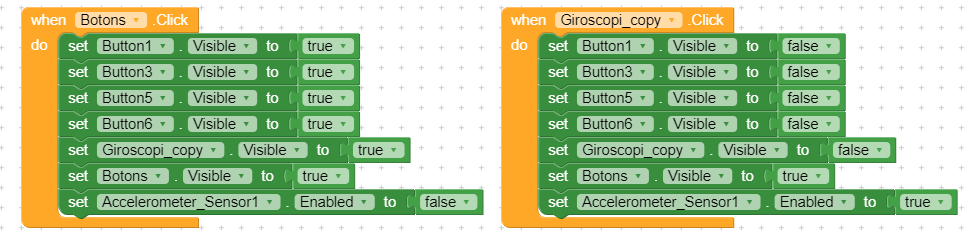 when Botons .Click
do set Button1 . Visible to true
set Button3 . Visible to true
set Button5 . Visible to true
set Button6 . Visible to true
set Giroscopi_copy . Visible to true
set Botons . Visible to true
set Accelerometer_Sensor1 . Enabled to false
when Giroscopi_copy .Click
do set Button1 . Visible to false
set Button3 . Visible to false
set Button5 . Visible to false
set Button6 . Visible to false
set Giroscopi_copy . Visible to false
set Botons . Visible to true
set Accelerometer_Sensor1 . Enabled to true